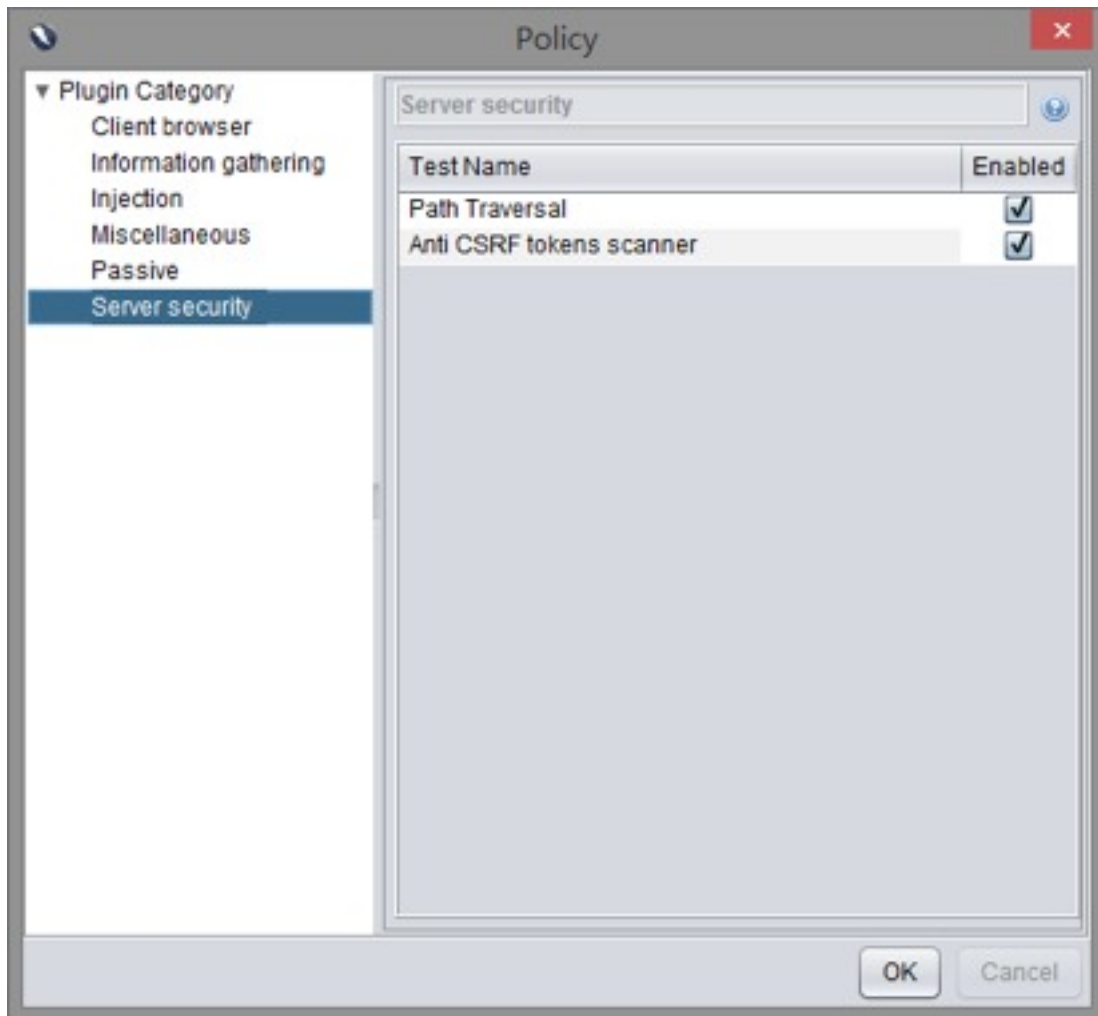 Policy
Plugin Category
Client browser
Information gathering
Injection
Miscellaneous
Passive
Server security
Server security
Test Name Enabled
Path Traversal
Anti CSRF tokens scanner
OK Cancel